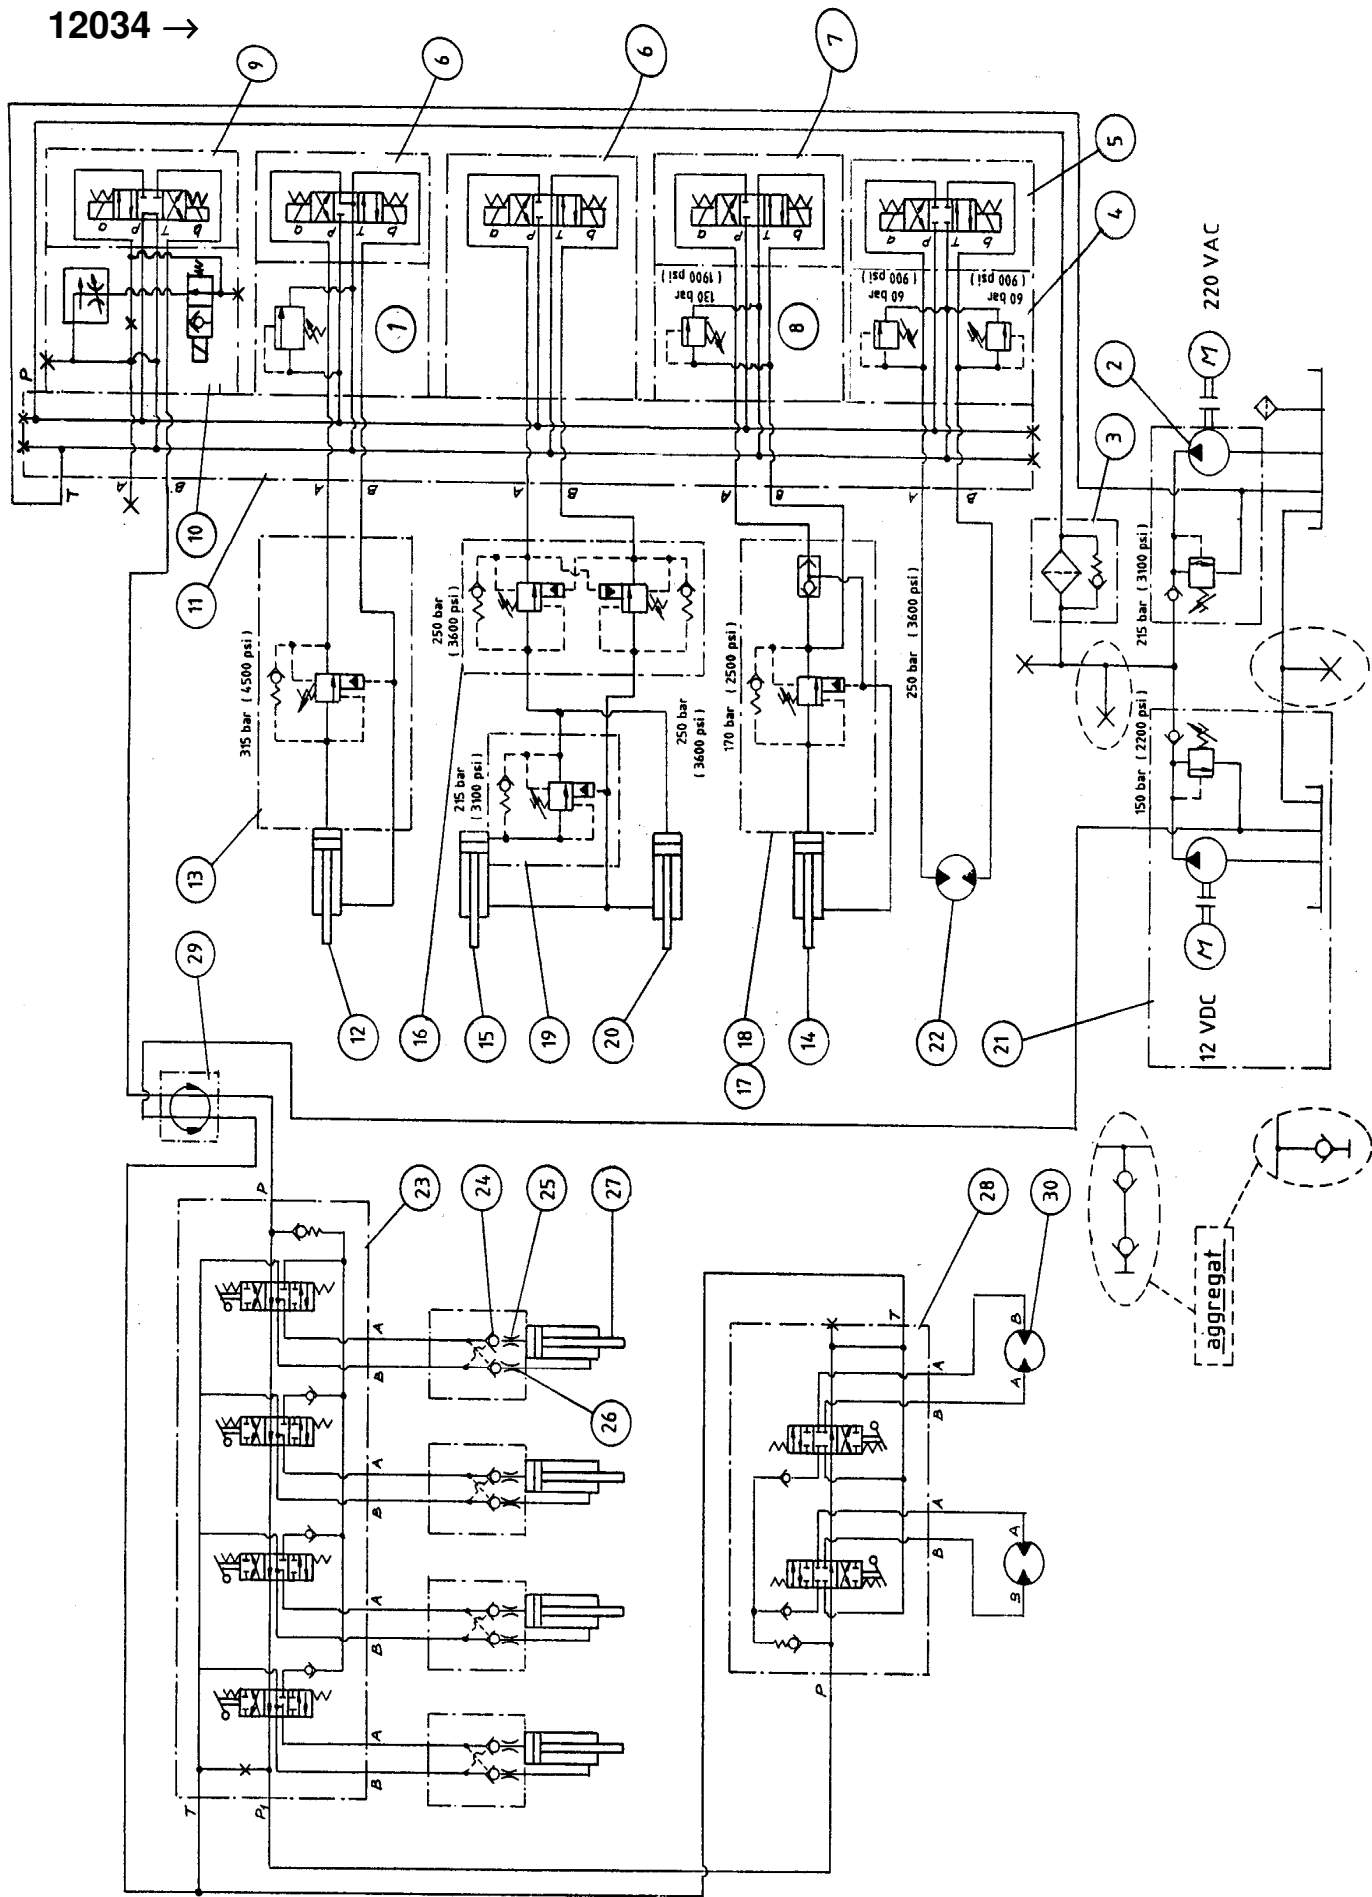 12034 →
9
6
6
7
5
4
a
P
T
b
a
P
T
b
a
P
T
b
a
P
T
b
a
P
T
b
1
8
130 bar
( 1900 psi )
60 bar
( 900 psi )
60 bar
( 900 psi )
220 VAC
M
2
3
P
T
A
B
A
B
A
B
A
B
A
B
10
11
315 bar ( 4500 psi )
250 bar
( 3600 psi )
215 bar
( 3100 psi )
250 bar
( 3600 psi )
170 bar ( 2500 psi )
250 bar ( 3600 psi )
215 bar ( 3100 psi )
150 bar ( 2200 psi )
13
29
12
16
15
19
20
18
17
14
22
21
12 VDC
M
P
23
24
25
27
26
28
30
A
B
A
B
A
B
A
B
T
P1
T
P
A
B
A
B
B
A
A
B
aggregat